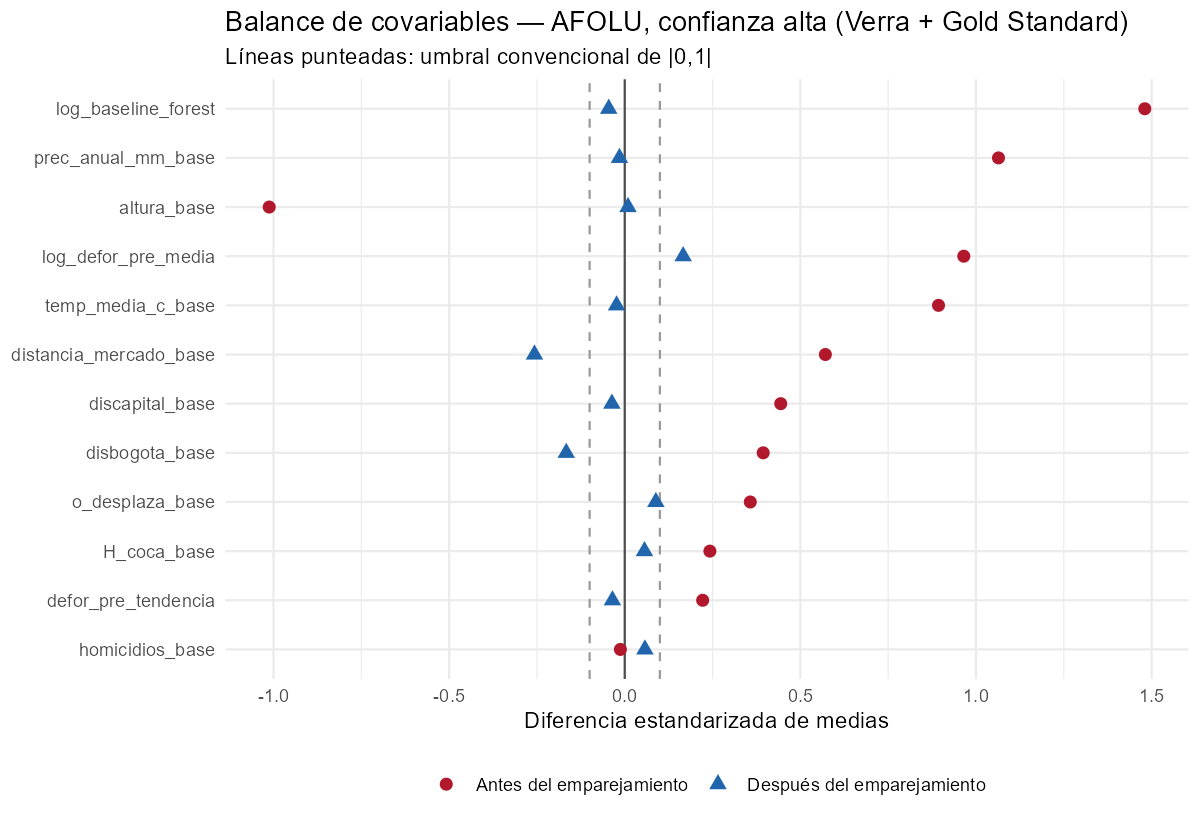 Balance de covariables — AFOLU, confianza alta (Verra + Gold Standard)
Líneas punteadas: umbral convencional de |0,1|
log_baseline_forest
prec_anual_mm_base
altura_base
log_defor_pre_media
temp_media_c_base
distancia_mercado_base
discapital_base
disbogota_base
o_desplaza_base
H_coca_base
defor_pre_tendencia
homicidios_base
-1.0 -0.5 0.0 0.5 1.0 1.5
Diferencia estandarizada de medias
Antes del emparejamiento Después del emparejamiento